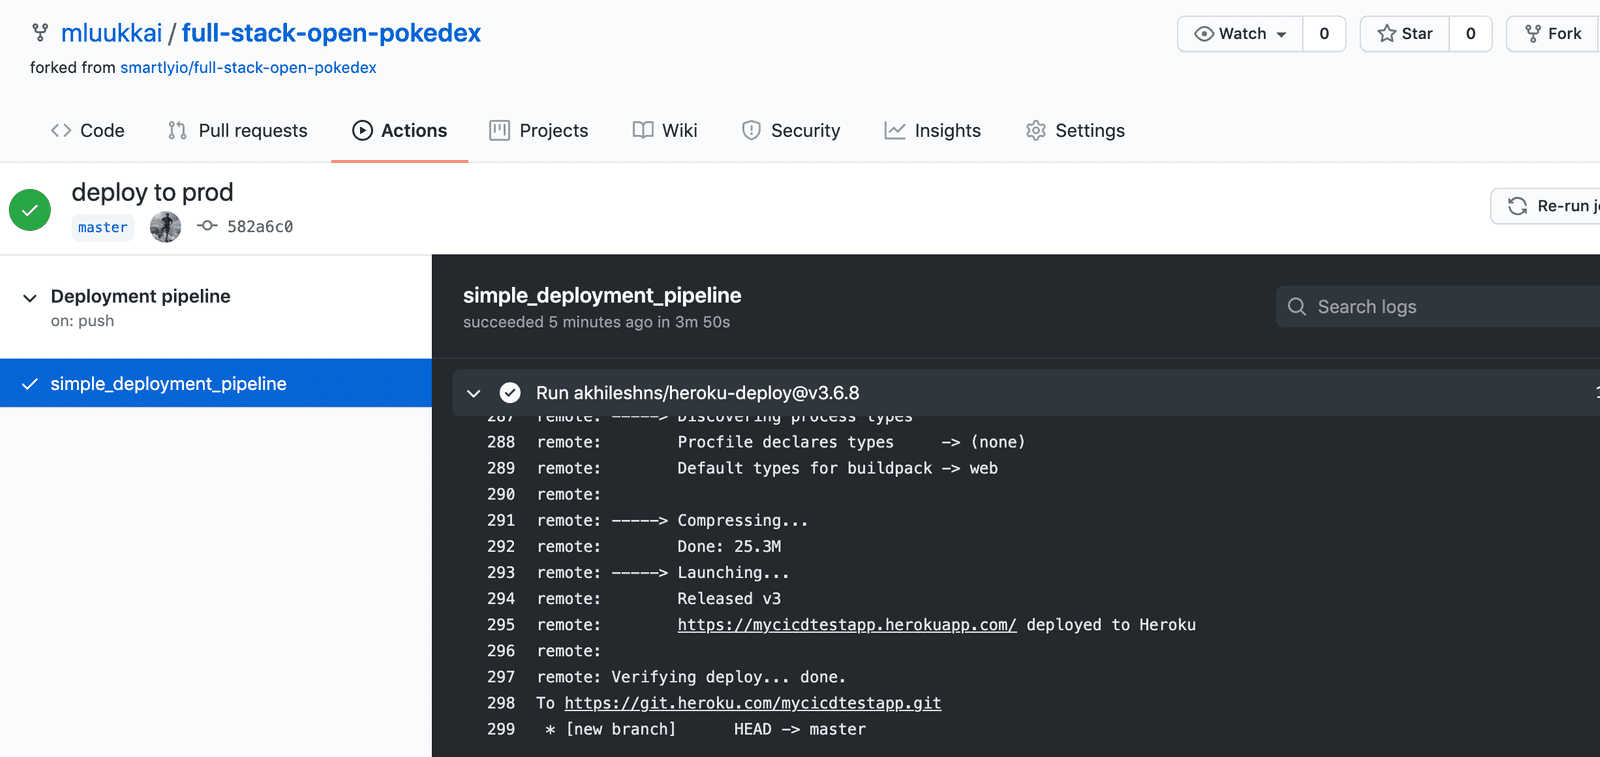 mluukkai / full-stack-open-pokedex
Watch 0 Star 0 Fork
forked from smartlyio/full-stack-open-pokedex
Code Pull requests Actions Projects Wiki Security Insights Settings
deploy to prod
master 582a6c0
Re-run
Deployment pipeline
on: push
simple_deployment_pipeline
simple_deployment_pipeline
succeeded 5 minutes ago in 3m 50s
Search logs
Run akhileshns/heroku-deploy@v3.6.8
287 remote: -----> Discovering process types
288 remote:        Procfile declares types     -> (none)
289 remote:        Default types for buildpack -> web
290 remote:
291 remote: -----> Compressing...
292 remote:        Done: 25.3M
293 remote: -----> Launching...
294 remote:        Released v3
295 remote:        https://mycicdtestapp.herokuapp.com/ deployed to Heroku
296 remote:
297 remote: Verifying deploy... done.
298 To https://git.heroku.com/mycicdtestapp.git
299  * [new branch]      HEAD -> master